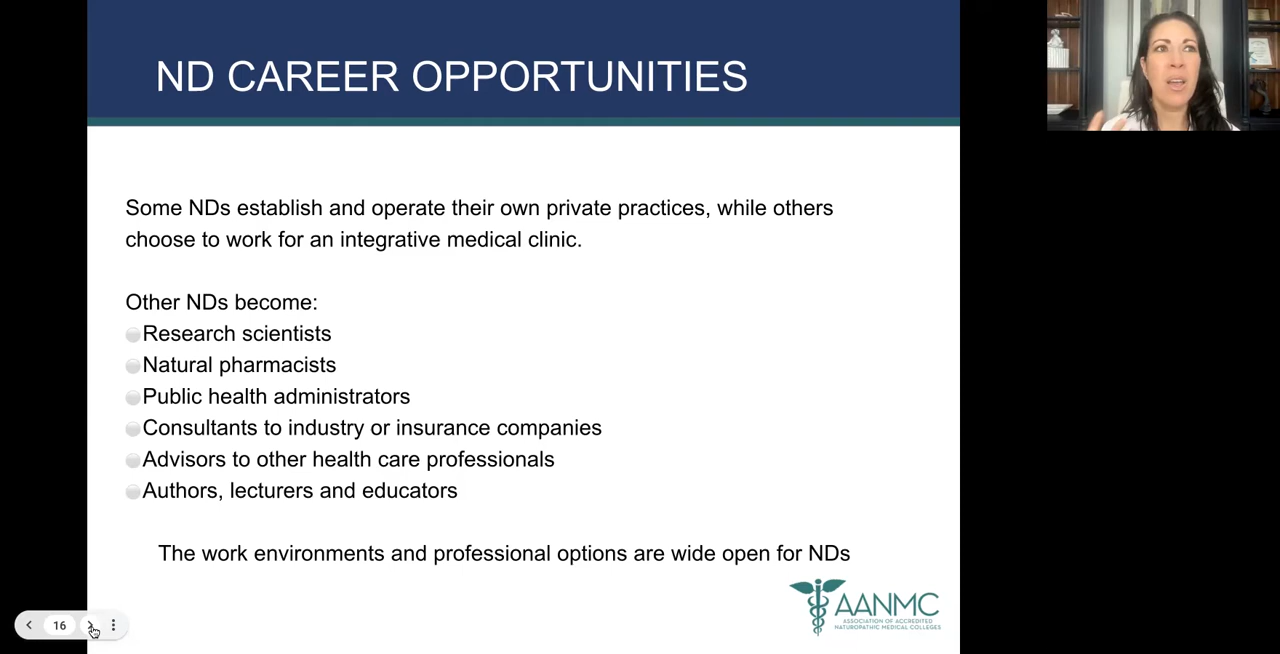 ND CAREER OPPORTUNITIES
Some NDs establish and operate their own private practices, while others
choose to work for an integrative medical clinic.
Other NDs become:
Research scientists
Natural pharmacists
Public health administrators
Consultants to industry or insurance companies
Advisors to other health care professionals
Authors, lecturers and educators
The work environments and professional options are wide open for NDs
AANMC
ASSOCIATION OF ACCREDITED
NATUROPATHIC MEDICAL COLLEGES
16